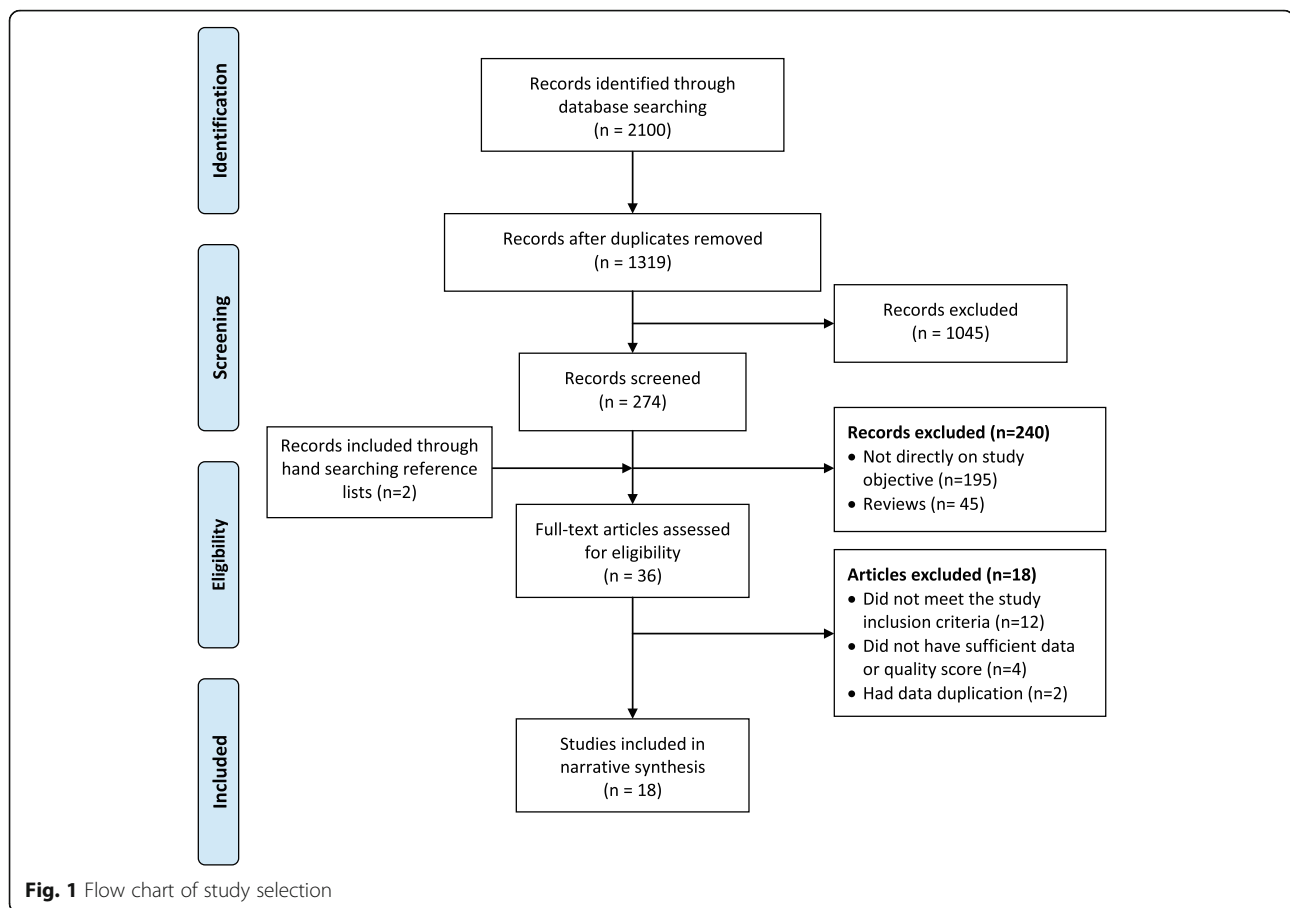 Identification
Records identified through
database searching
(n = 2100)
Records after duplicates removed
(n = 1319)
Screening
Records excluded
(n = 1045)
Records screened
(n = 274)
Records included through
hand searching reference
lists (n=2)
Records excluded (n=240)
• Not directly on study
objective (n=195)
• Reviews (n= 45)
Eligibility
Full-text articles assessed
for eligibility
(n = 36)
Articles excluded (n=18)
• Did not meet the study
inclusion criteria (n=12)
• Did not have sufficient data
or quality score (n=4)
• Had data duplication (n=2)
Included
Studies included in
narrative synthesis
(n = 18)
Fig. 1 Flow chart of study selection